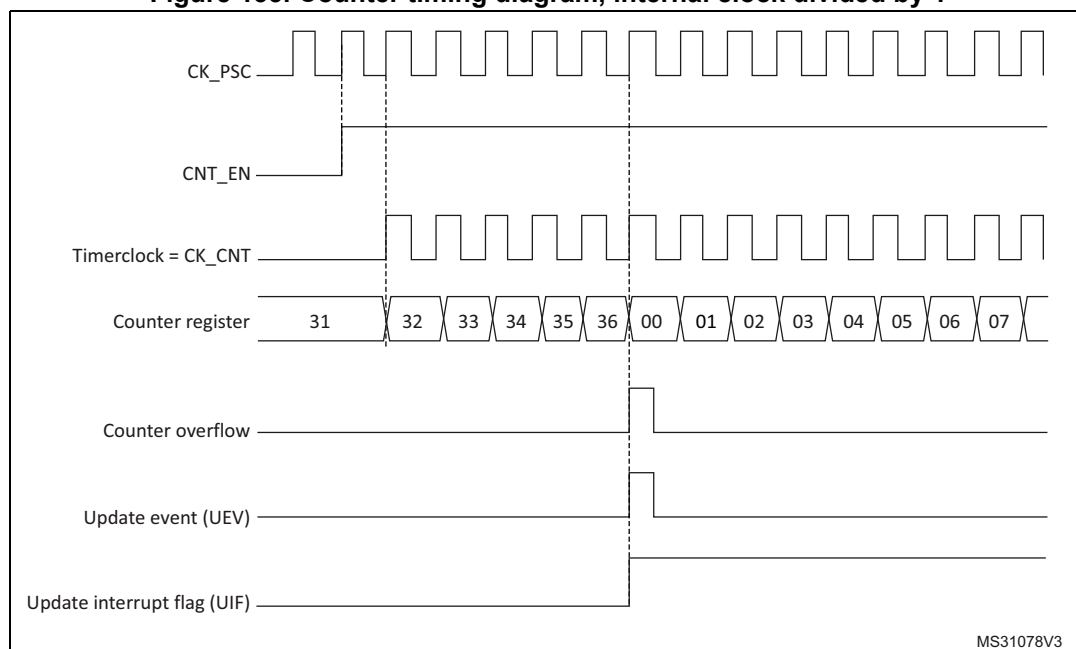 CK_PSC
CNT_EN
Timerclock = CK_CNT
Counter register 31 32 33 34 35 36 00 01 02 03 04 05 06 07
Counter overflow
Update event (UEV)
Update interrupt flag (UIF)
MS31078V3